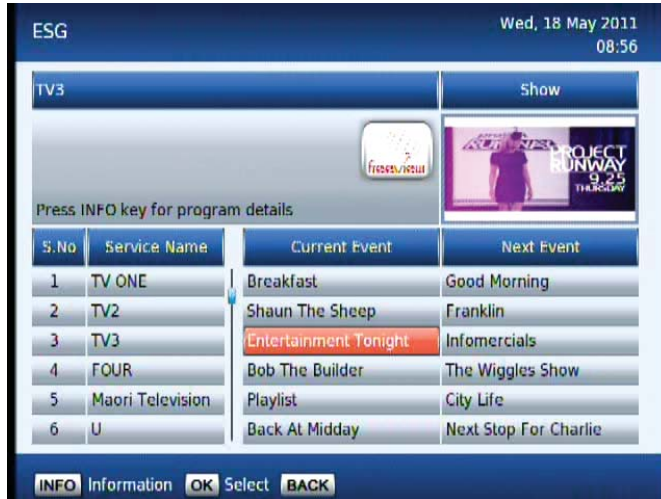 ESG
Wed, 18 May 2011
08:56
TV3
Show
freeview
PROJECT
RUNWAY
9.25
THURSDAY
Press INFO key for program details
S.No Service Name Current Event Next Event
1 TV ONE Breakfast Good Morning
2 TV2 Shaun The Sheep Franklin
3 TV3 Entertainment Tonight Infomercials
4 FOUR Bob The Builder The Wiggles Show
5 Maori Television Playlist City Life
6 U Back At Midday Next Stop For Charlie
INFO Information OK Select BACK